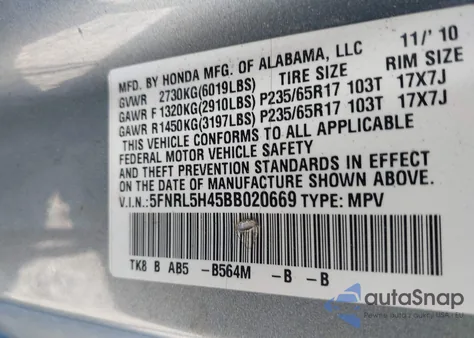 MFD. BY HONDA MFG. OF ALABAMA, LLC 11/'10
GVWR 2730KG(6019LBS) TIRE SIZE RIM SIZE
GAWR F 1320KG(2910LBS) P235/65R17 103T 17X7J
GAWR R1450KG(3197LBS) P235/65R17 103T 17X7J
THIS VEHICLE CONFORMS TO ALL APPLICABLE
FEDERAL MOTOR VEHICLE SAFETY
AND THEFT PREVENTION STANDARDS IN EFFECT
ON THE DATE OF MANUFACTURE SHOWN ABOVE.
V.I.N.: 5FNRL5H45BB020669 TYPE: MPV
TK8 B AB5 -B564M -B -B
autoSnap